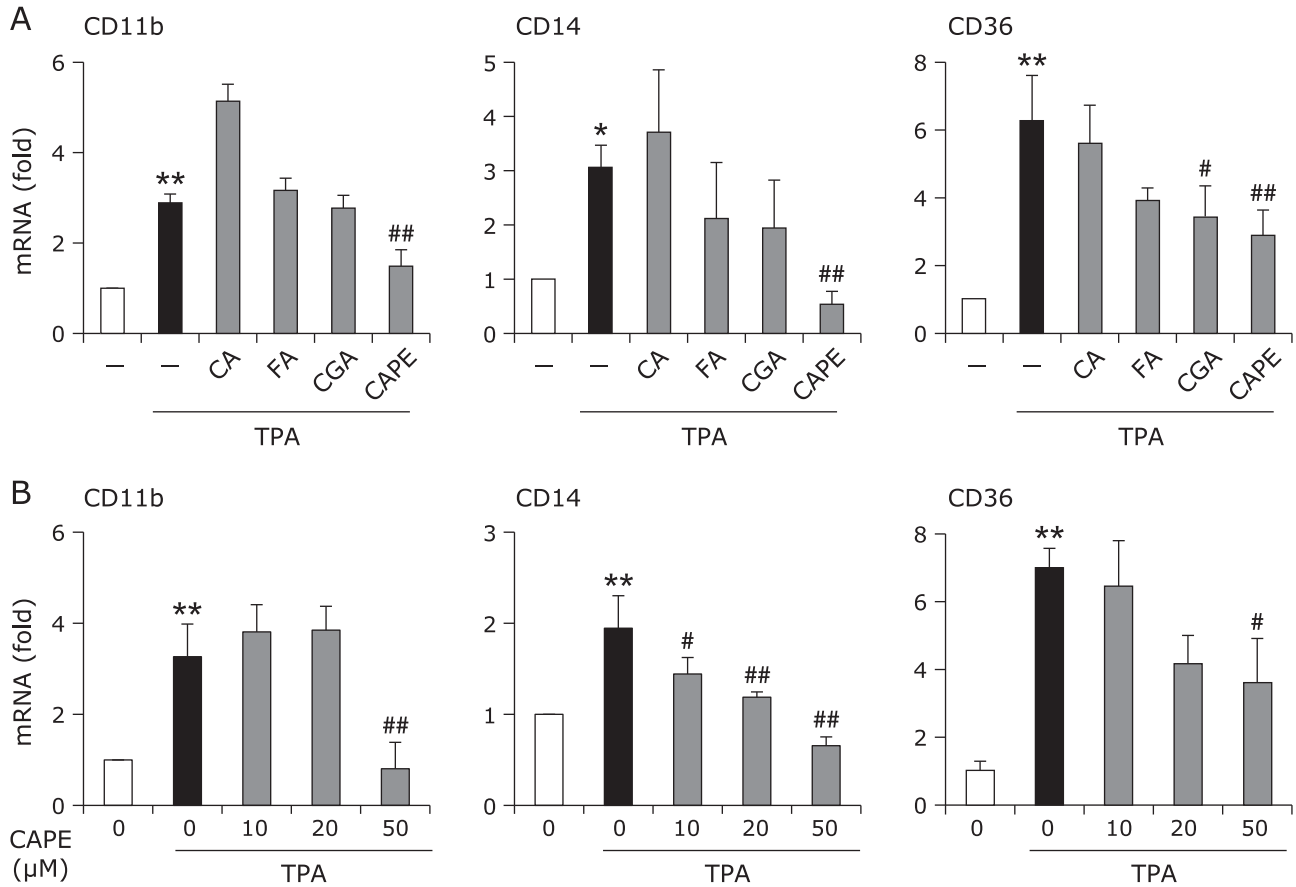 A
CD11b
CD14
CD36
mRNA (fold)
6
4
2
0
**
##
– – CA FA CGA CAPE
TPA
5
4
3
2
1
0
*
##
– – CA FA CGA CAPE
TPA
8
6
4
2
0
**
#
##
– – CA FA CGA CAPE
TPA
B
CD11b
CD14
CD36
mRNA (fold)
6
4
2
0
**
##
CAPE
(μM)
0 0 10 20 50
TPA
3
2
1
0
**
#
##
##
0 0 10 20 50
TPA
8
6
4
2
0
**
#
0 0 10 20 50
TPA